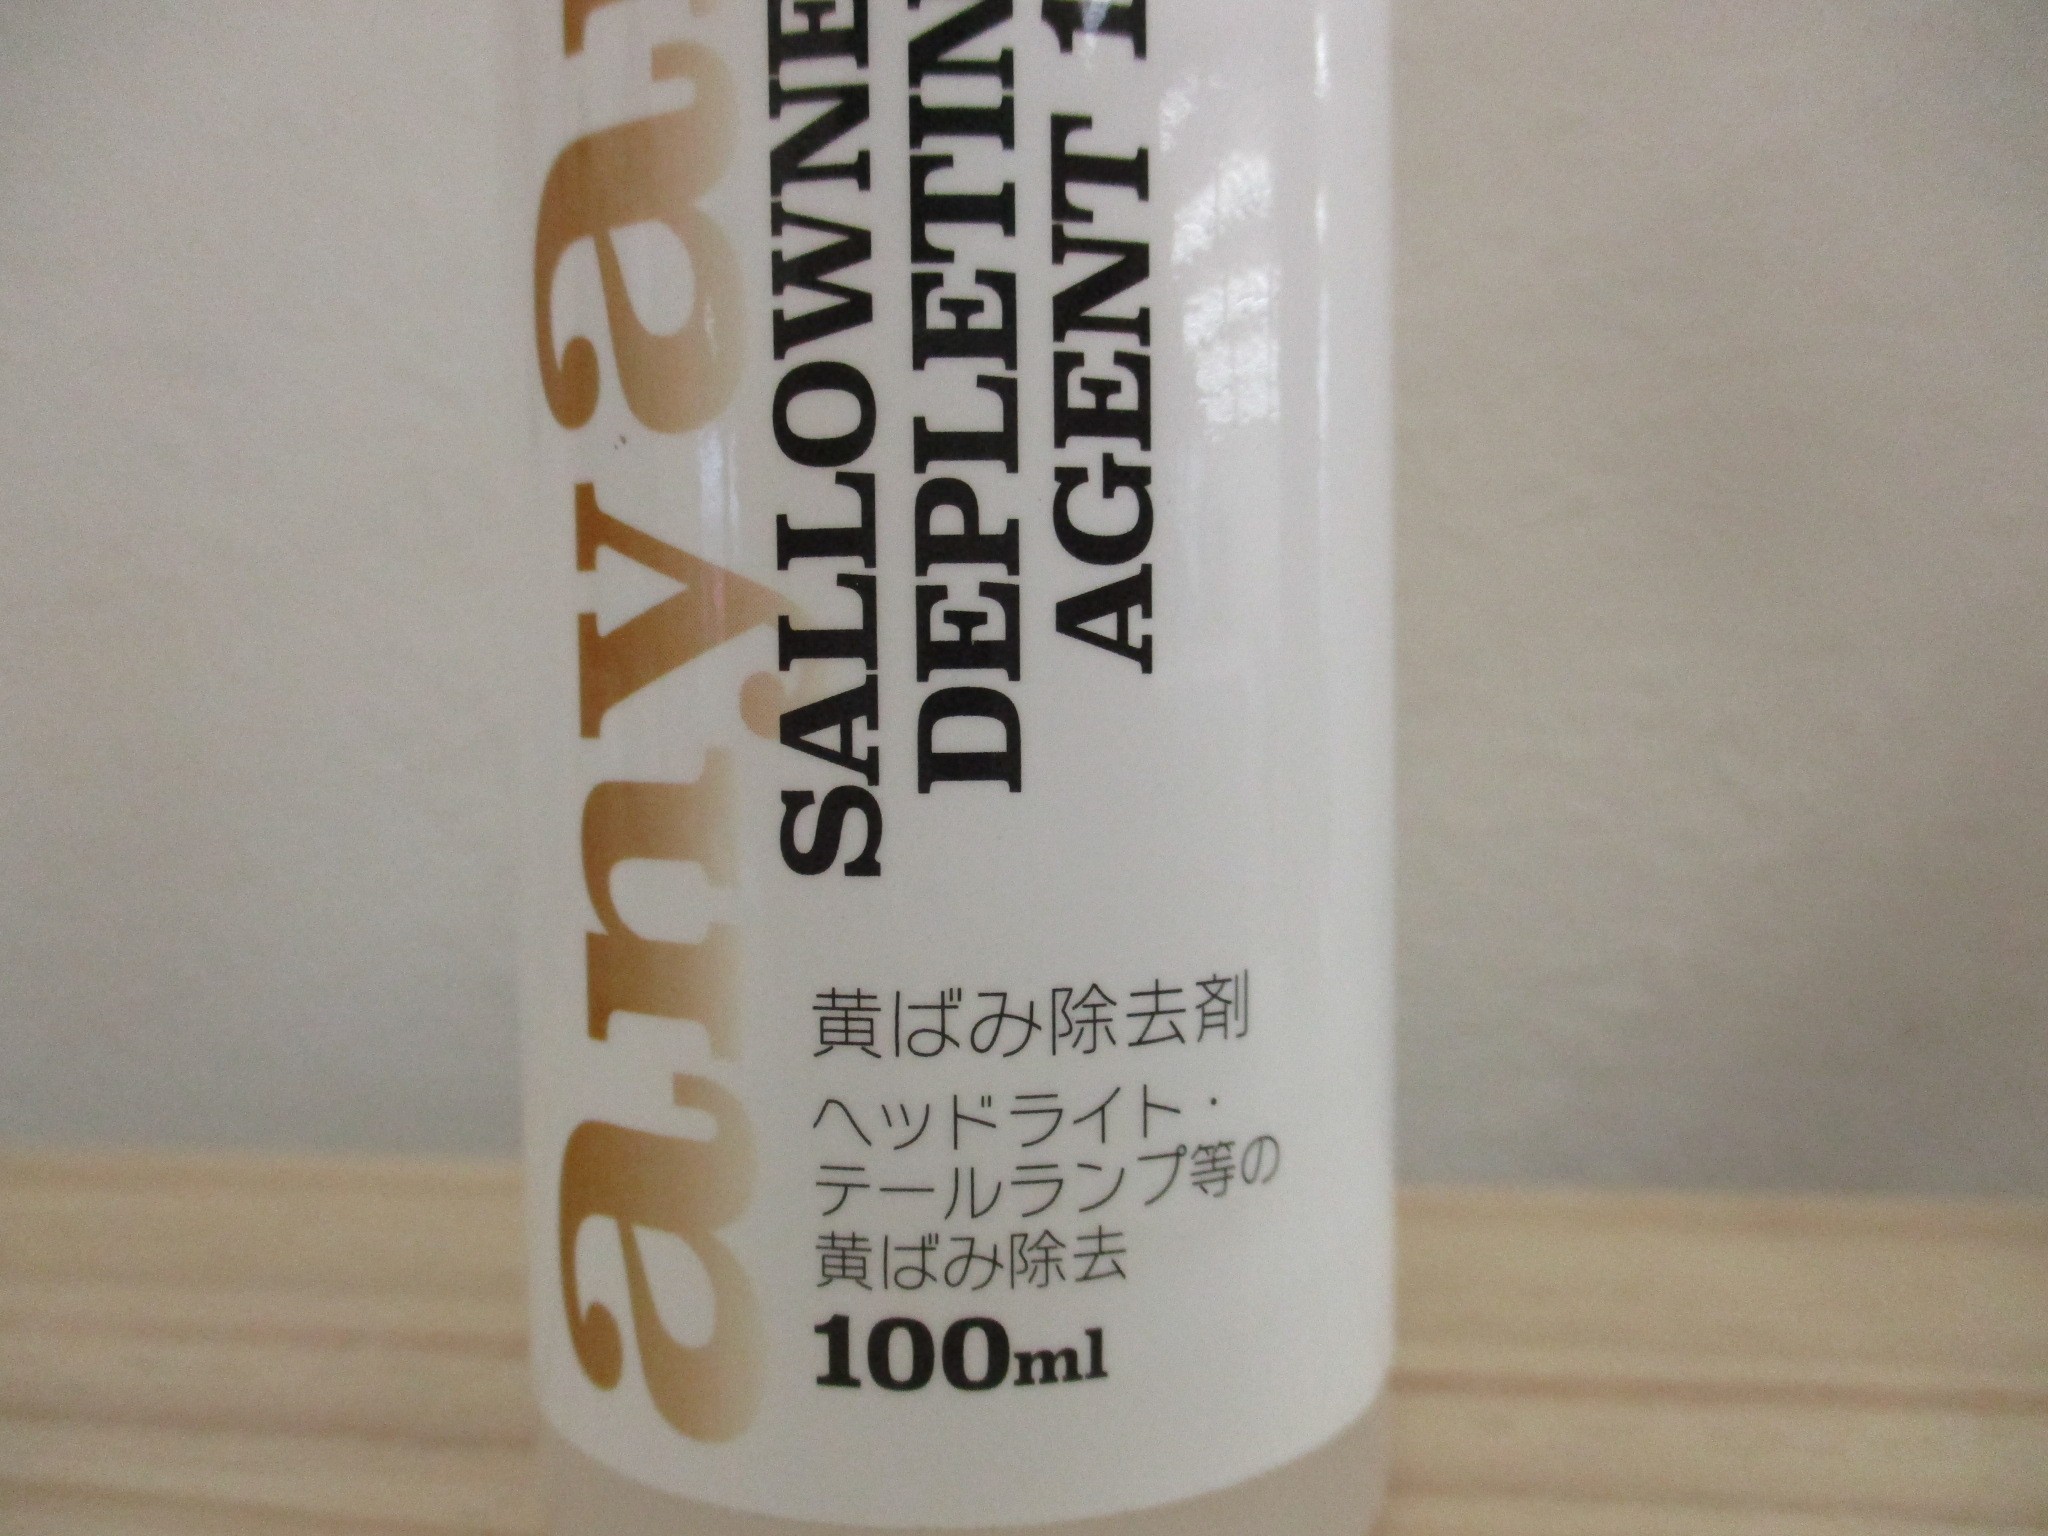 SALLOWNE
DEPLETIN
AGENT 1
黄ばみ除去剤
ヘッドライト・
テールランプ等の
黄ばみ除去
100ml